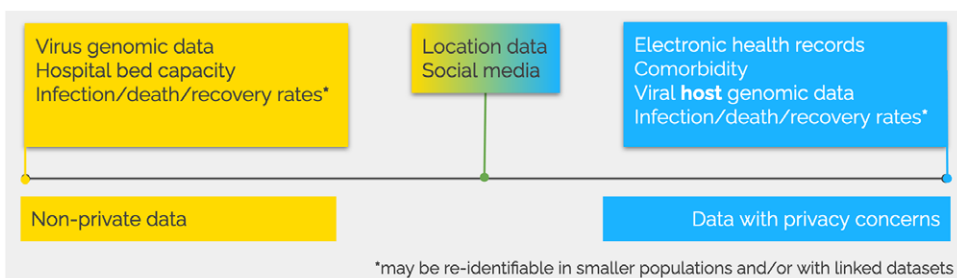 Virus genomic data
Hospital bed capacity
Infection/death/recovery rates*
Location data
Social media
Electronic health records
Comorbidity
Viral host genomic data
Infection/death/recovery rates*
Non-private data
Data with privacy concerns
*may be re-identifiable in smaller populations and/or with linked datasets